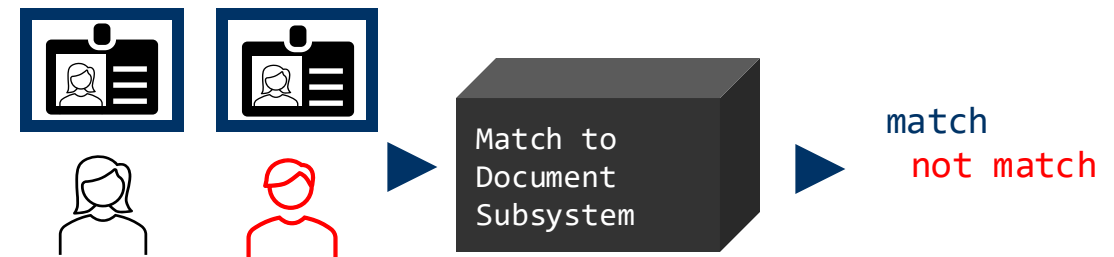 Match to
Document
Subsystem
match
not match